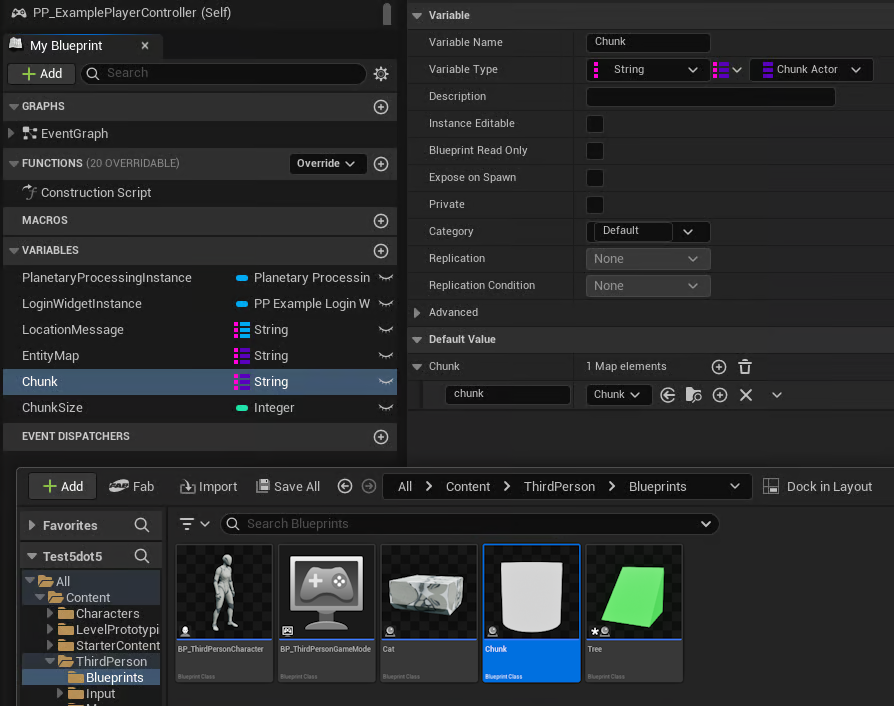 PP_ExamplePlayerController (Self)
My Blueprint
Add
Search
GRAPHS
EventGraph
FUNCTIONS (20 OVERRIDABLE)
Override
Construction Script
MACROS
VARIABLES
PlanetaryProcessingInstance Planetary Processin
LoginWidgetInstance PP Example Login W
LocationMessage String
EntityMap String
Chunk String
ChunkSize Integer
EVENT DISPATCHERS
Variable
Variable Name Chunk
Variable Type String Chunk Actor
Description
Instance Editable
Blueprint Read Only
Expose on Spawn
Private
Category Default
Replication None
Replication Condition None
Advanced
Default Value
Chunk 1 Map elements
chunk Chunk
Add Fab Import Save All All Content ThirdPerson Blueprints Dock in Layout
Favorites
Test5dot5
All
Content
Characters
LevelPrototypi
StarterContent
ThirdPerson
Blueprints
Input
Search Blueprints
BP_ThirdPersonCharacter BP_ThirdPersonGameMode Cat Chunk Tree
Blueprint Class Blueprint Class Blueprint Class Blueprint Class Blueprint Class